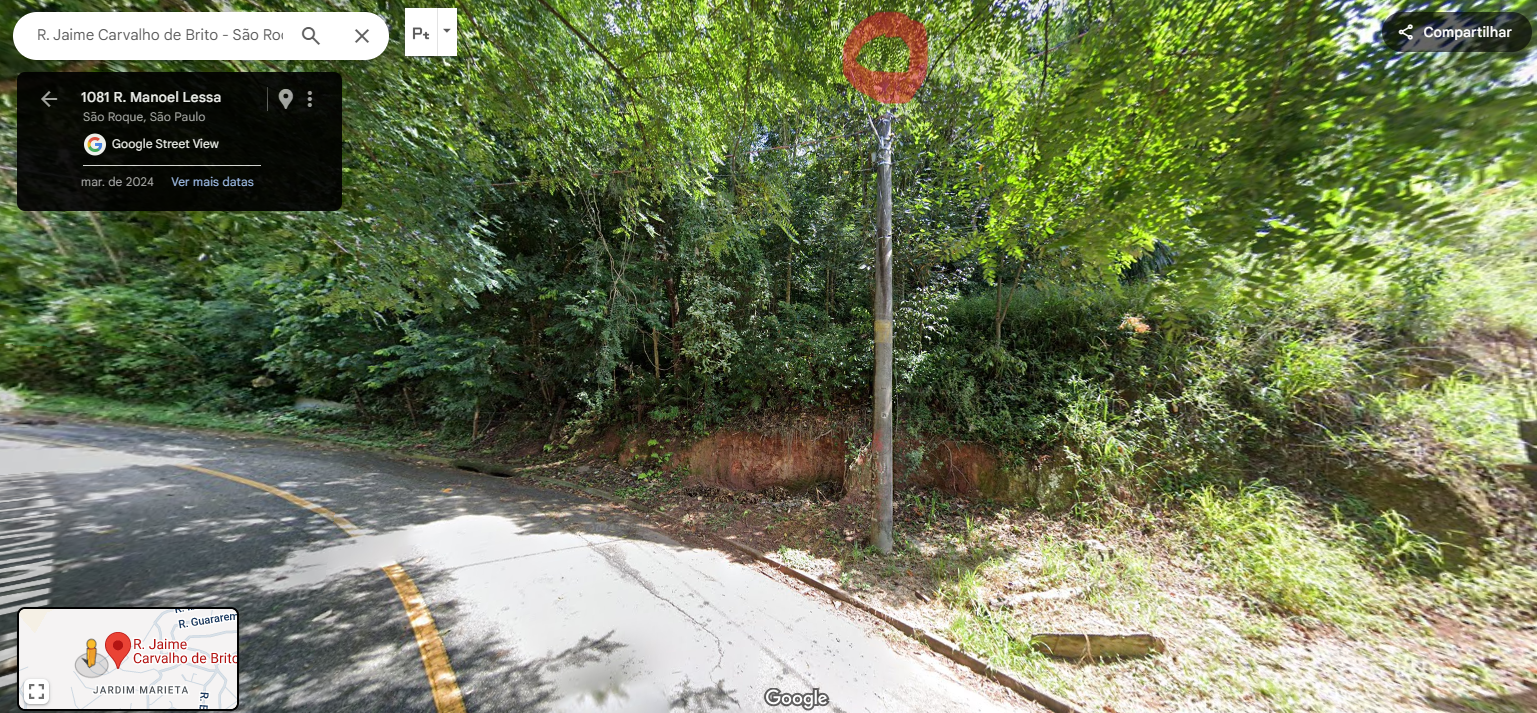 R. Jaime Carvalho de Brito - São Ro
Compartilhar
1081 R. Manoel Lessa
São Roque, São Paulo
Google Street View
mar. de 2024 Ver mais datas
R. Guararem
R. Jaime
Carvalho de Brito
JARDIM MARIETA
Google